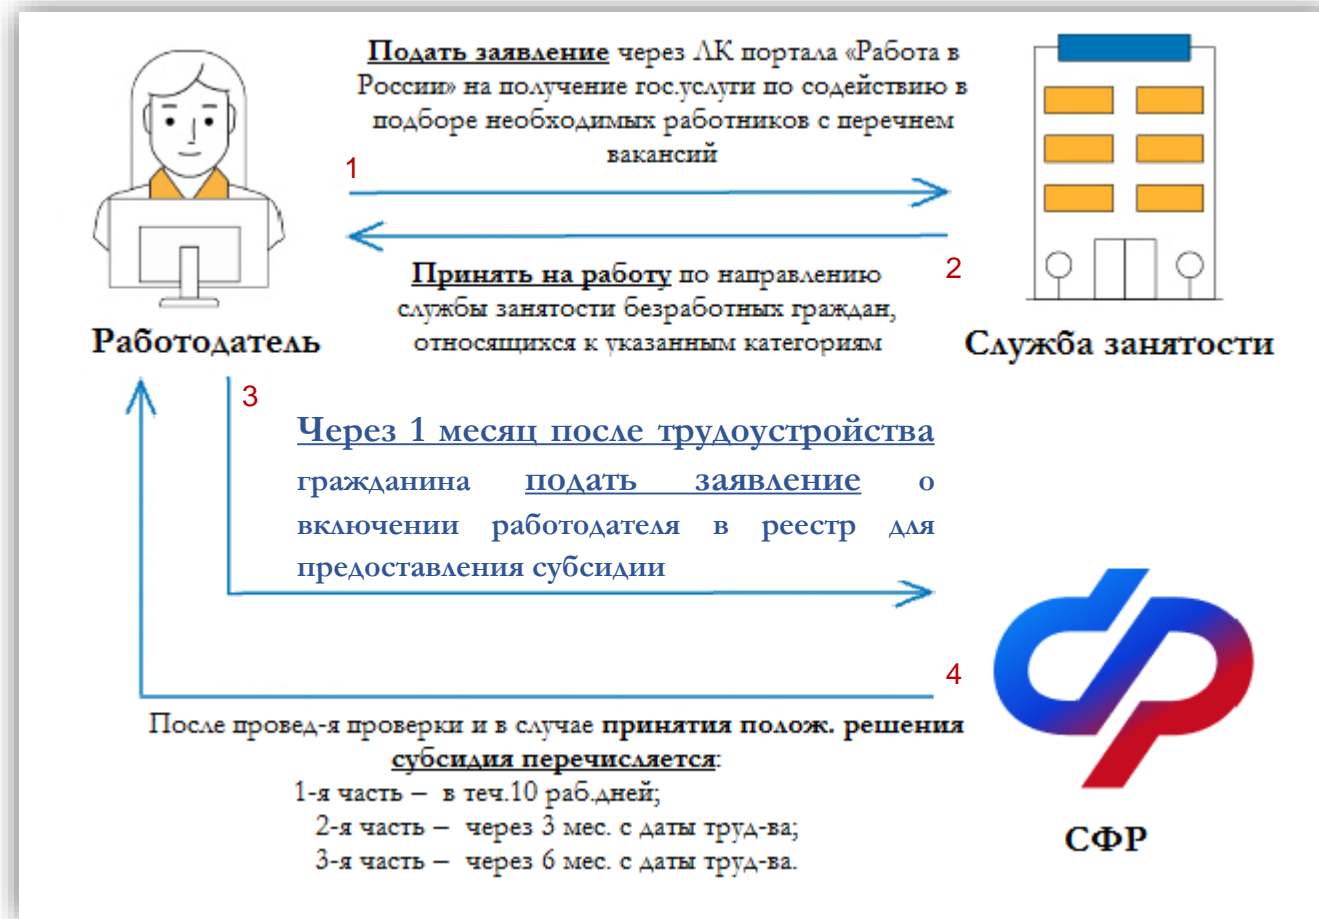 Подать заявление через ЛК портала «Работа в
России» на получение гос.услуги по содействию в
подборе необходимых работников с перечнем
вакансий
1
2
Принять на работу по направлению
службы занятости безработных граждан,
относящихся к указанным категориям
Работодатель
Служба занятости
3
Через 1 месяц после трудоустройства
гражданина подать заявление о
включении работодателя в реестр для
предоставления субсидии
4
После провед-я проверки и в случае принятия полож. решения
субсидия перечисляется:
1-я часть – в теч.10 раб.дней;
2-я часть – через 3 мес. с даты труд-ва;
3-я часть – через 6 мес. с даты труд-ва.
СФР